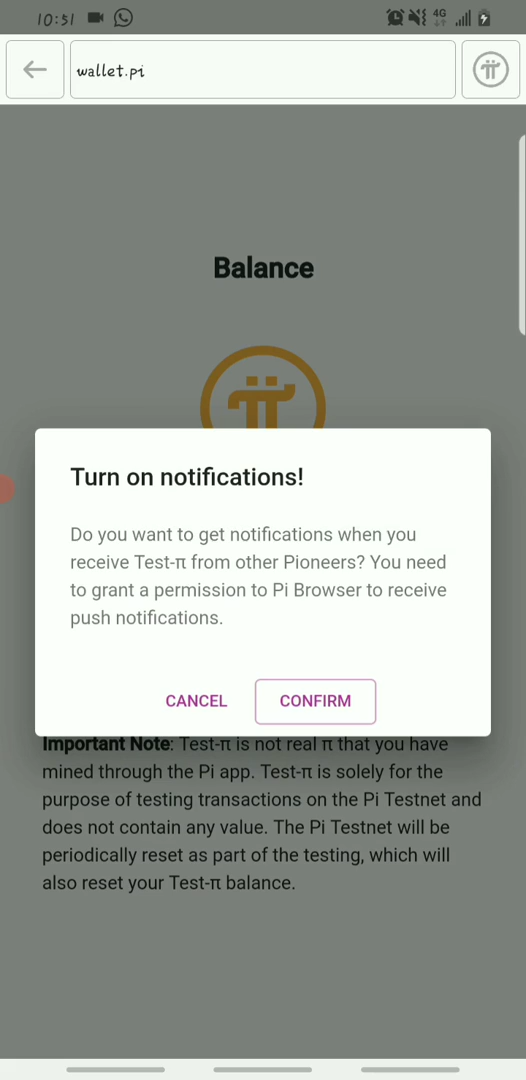 10:51
4G
wallet.pi
Balance
Turn on notifications!
Do you want to get notifications when you
receive Test-π from other Pioneers? You need
to grant a permission to Pi Browser to receive
push notifications.
CANCEL CONFIRM
Important Note: Test-π is not real π that you have
mined through the Pi app. Test-π is solely for the
purpose of testing transactions on the Pi Testnet and
does not contain any value. The Pi Testnet will be
periodically reset as part of the testing, which will
also reset your Test-π balance.